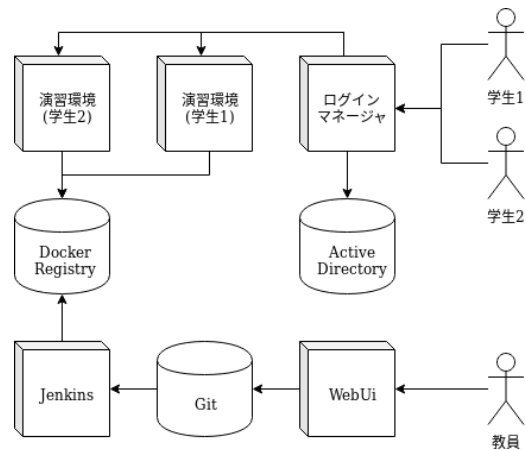 学生1
演習環境
(学生2)
演習環境
(学生1)
ログイン
マネージャ
学生2
Docker
Registry
Active
Directory
Jenkins
Git
WebUi
教員